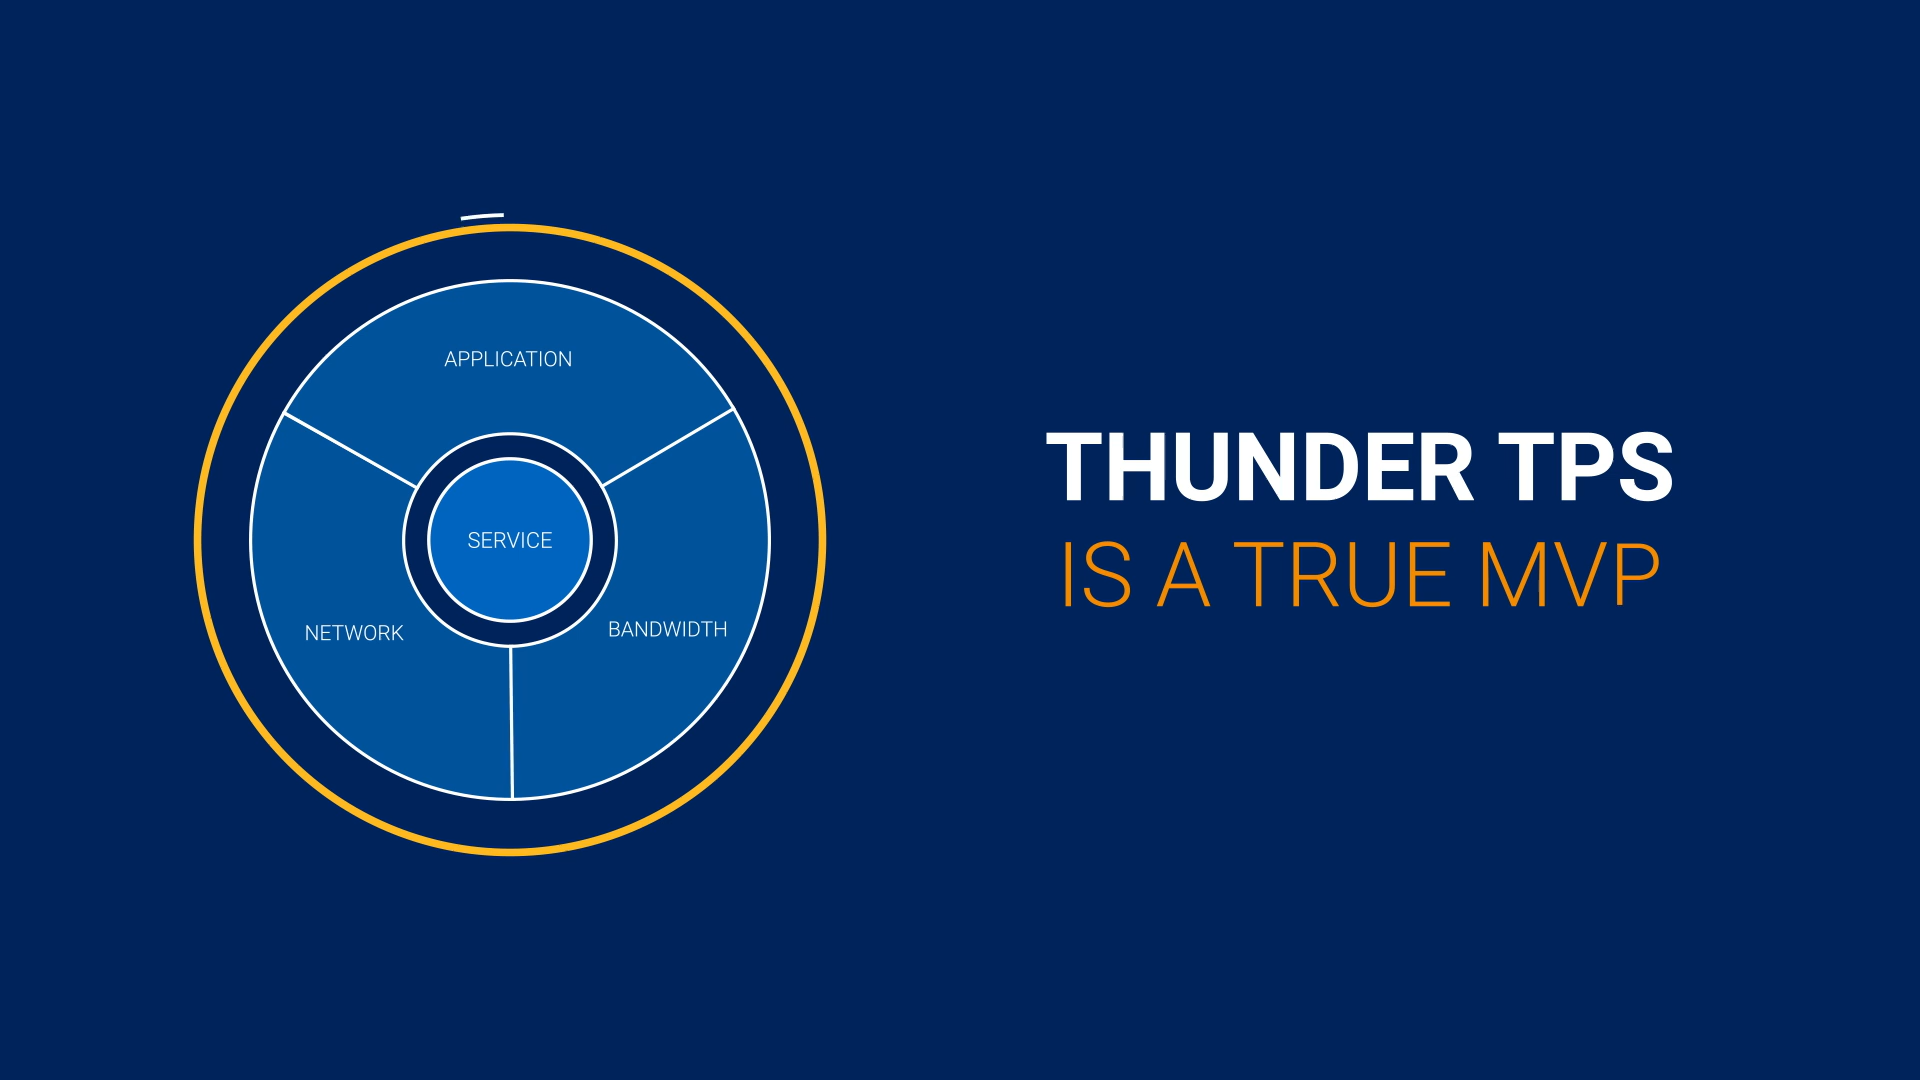 APPLICATION
SERVICE
NETWORK
BANDWIDTH
THUNDER TPS
IS A TRUE MVP